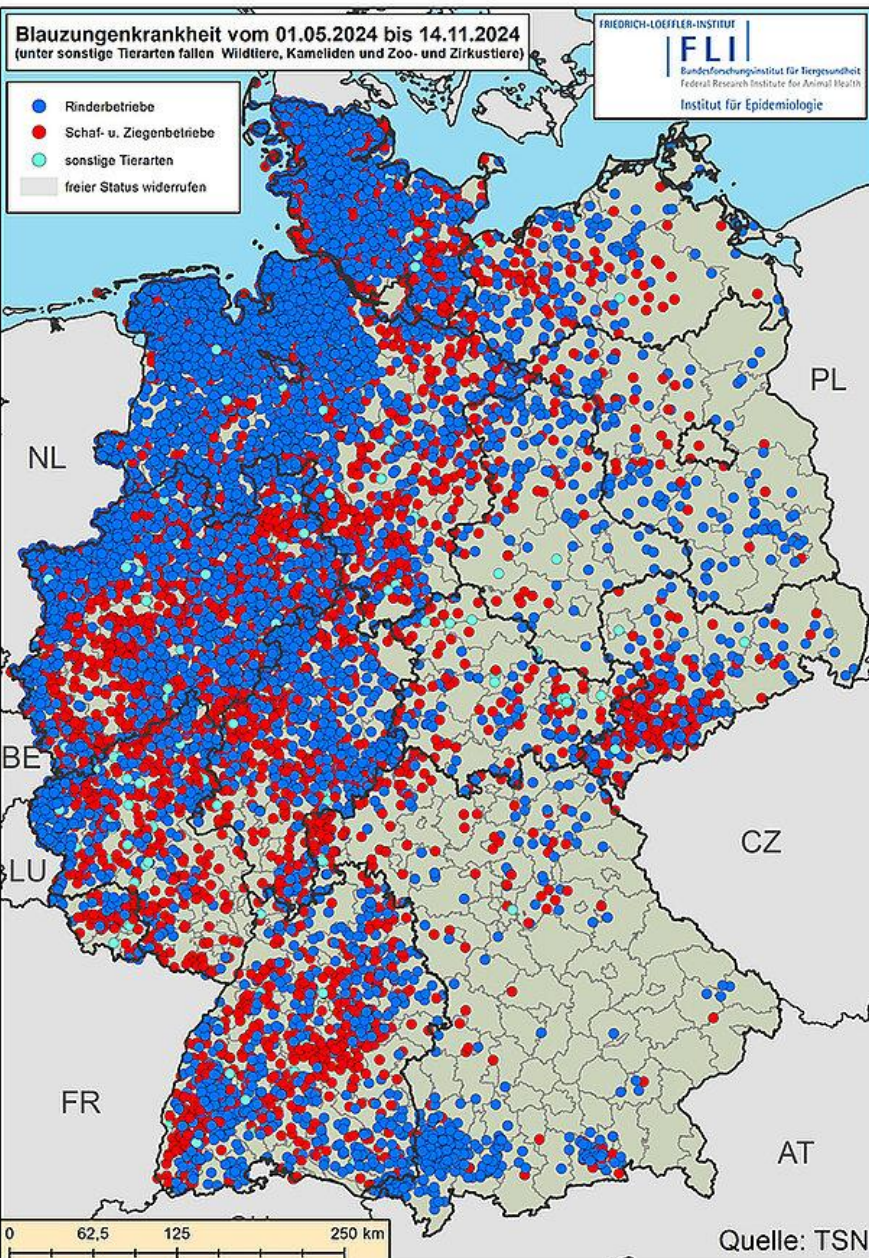 Blauzungenkrankheit vom 01.05.2024 bis 14.11.2024
(unter sonstige Tierarten fallen Wildtiere, Kameliden und Zoo- und Zirkustiere)
FRIEDRICH-LOEFFLER-INSTITUT
FLI
Bundesforschungsinstitut für Tiergesundheit
Federal Research Institute for Animal Health
Institut für Epidemiologie
Rinderbetriebe
Schaf- u. Ziegenbetriebe
sonstige Tierarten
freier Status widerrufen
PL
NL
BE
CZ
LU
FR
AT
0 62,5 125 250 km
Quelle: TSN